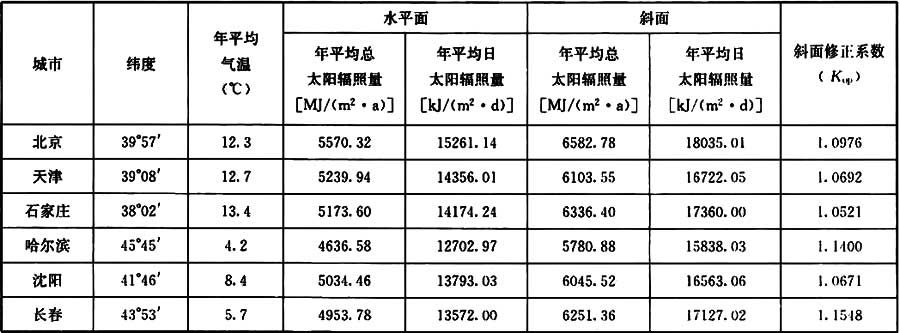 城市 纬度 年平均气温(℃) 水平面 斜面 斜面修正系数(Kop)
年平均总太阳辐照量[MJ/(m²·a)] 年平均日太阳辐照量[kJ/(m²·d)] 年平均总太阳辐照量[MJ/(m²·a)] 年平均日太阳辐照量[kJ/(m²·d)]
北京 39°57′ 12.3 5570.32 15261.14 6582.78 18035.01 1.0976
天津 39°08′ 12.7 5239.94 14356.01 6103.55 16722.05 1.0692
石家庄 38°02′ 13.4 5173.60 14174.24 6336.40 17360.00 1.0521
哈尔滨 45°45′ 4.2 4636.58 12702.97 5780.88 15838.03 1.1400
沈阳 41°46′ 8.4 5034.46 13793.03 6045.52 16563.06 1.0671
长春 43°53′ 5.7 4953.78 13572.00 6251.36 17127.02 1.1548